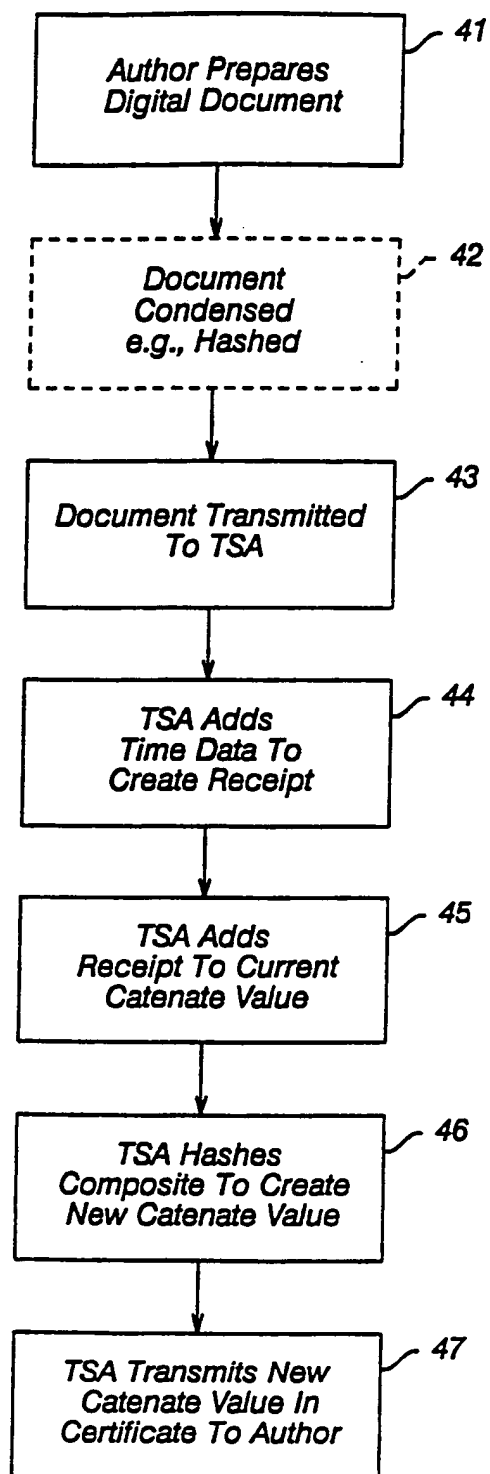 41
Author Prepares
Digital Document
42
Document
Condensed
e.g., Hashed
43
Document Transmitted
To TSA
44
TSA Adds
Time Data To
Create Receipt
45
TSA Adds
Receipt To Current
Catenate Value
46
TSA Hashes
Composite To Create
New Catenate Value
47
TSA Transmits New
Catenate Value In
Certificate To Author